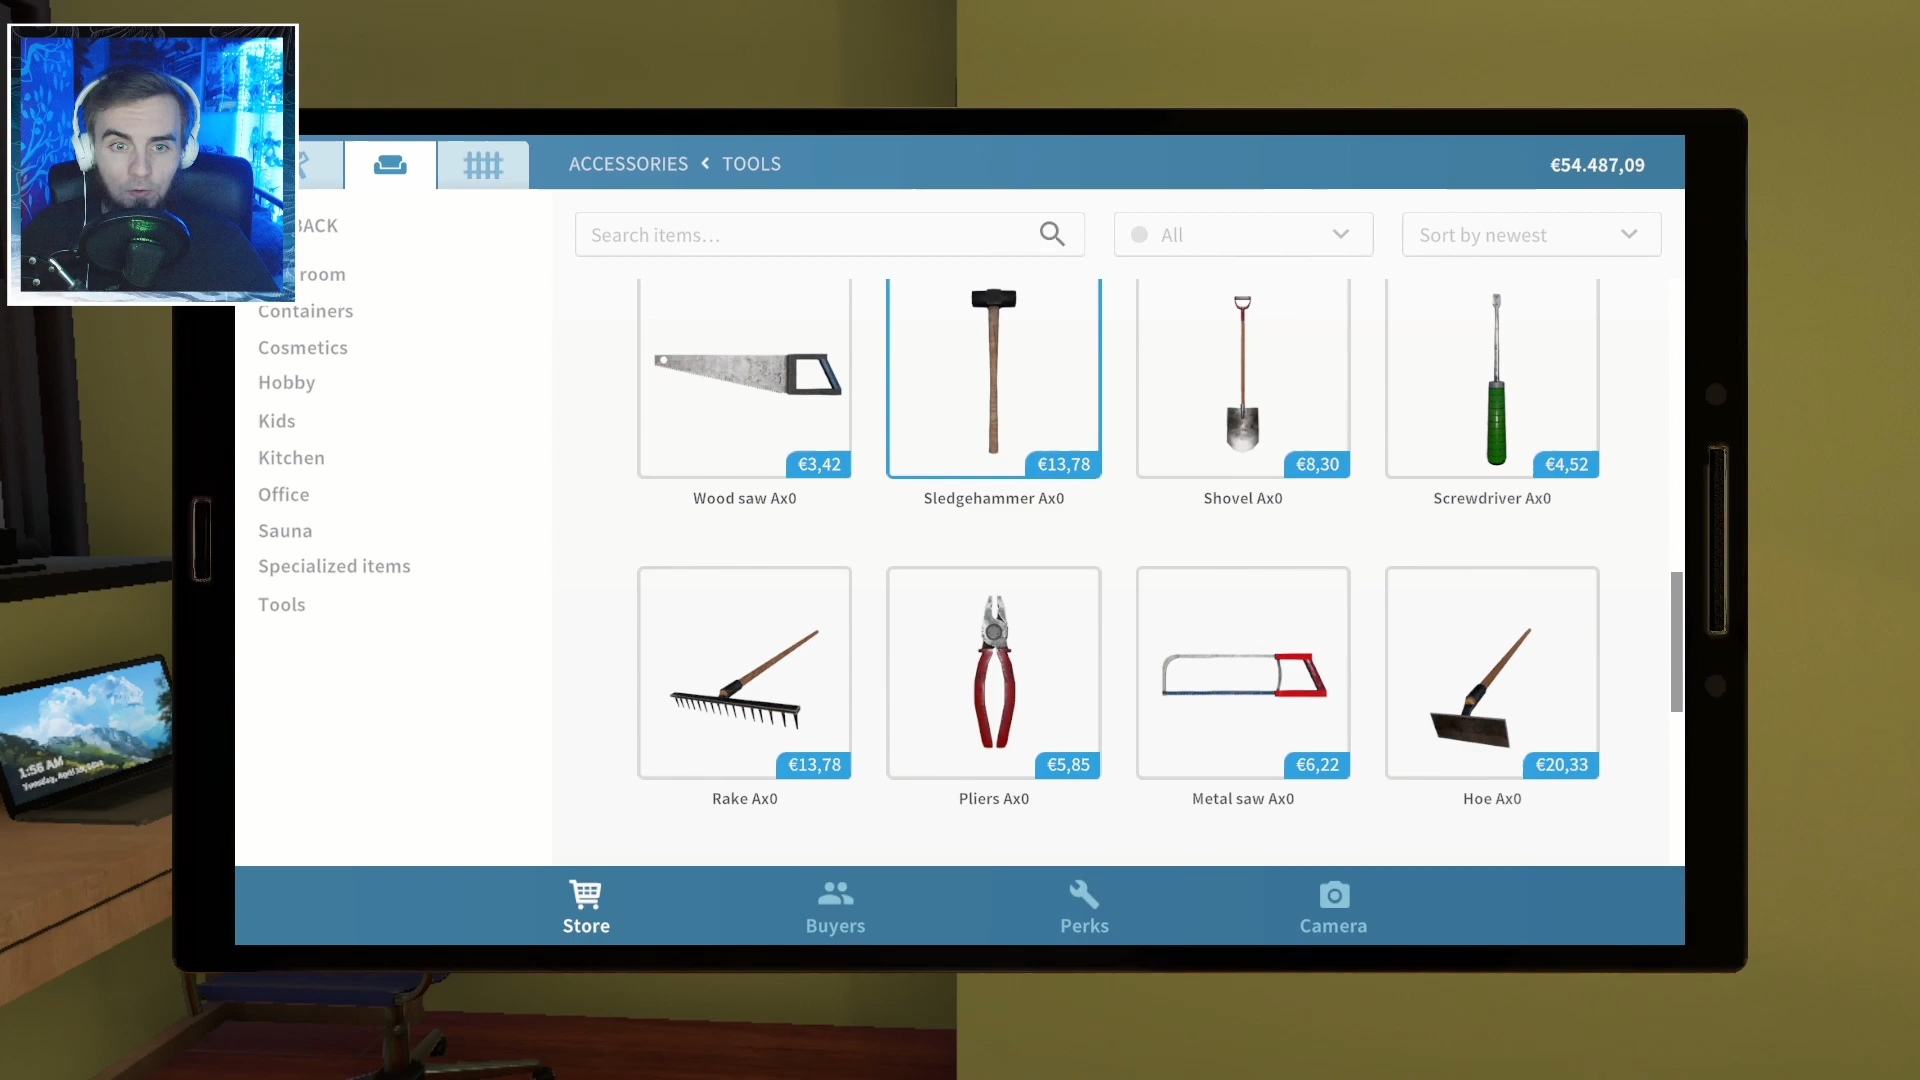 ACCESSORIES < TOOLS
€54.487,09
BACK
room
Containers
Cosmetics
Hobby
Kids
Kitchen
Office
Sauna
Specialized items
Tools
Search items...
All
Sort by newest
€3,42
€13,78
€8,30
€4,52
Wood saw Ax0
Sledgehammer Ax0
Shovel Ax0
Screwdriver Ax0
€13,78
€5,85
€6,22
€20,33
Rake Ax0
Pliers Ax0
Metal saw Ax0
Hoe Ax0
1:56 AM
Store
Buyers
Perks
Camera